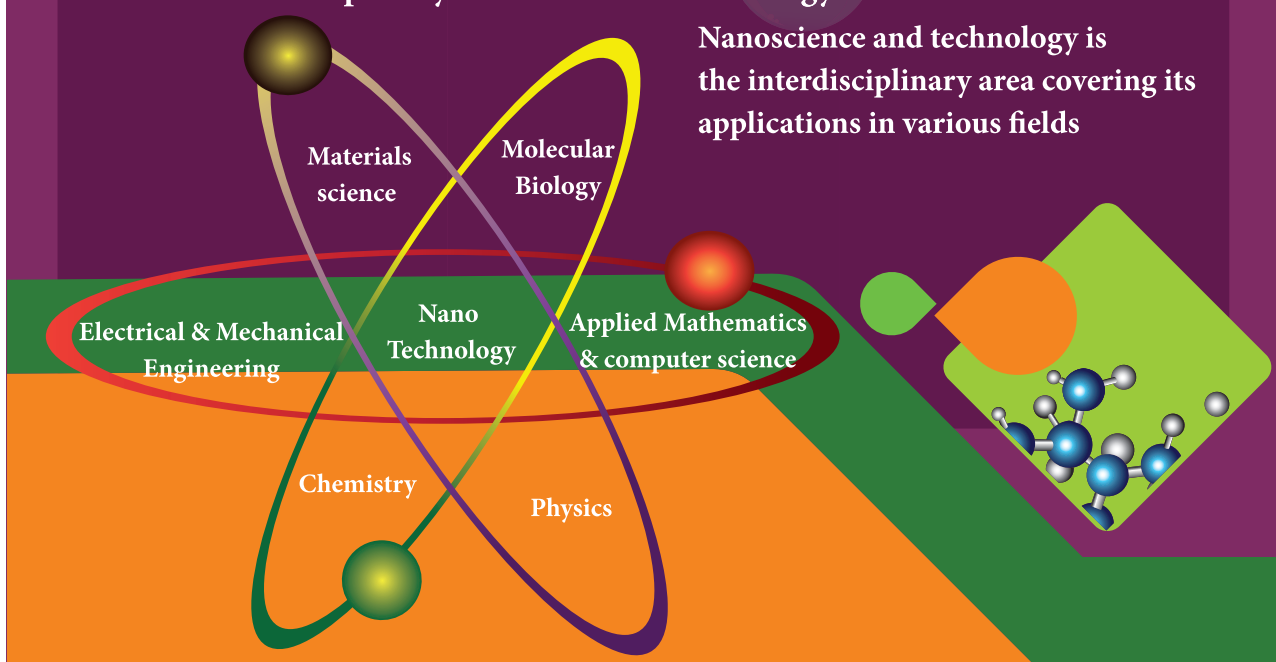 Nanoscience and technology is
the interdisciplinary area covering its
applications in various fields
Materials
science
Molecular
Biology
Electrical & Mechanical
Engineering
Nano
Technology
Applied Mathematics
& computer science
Chemistry
Physics